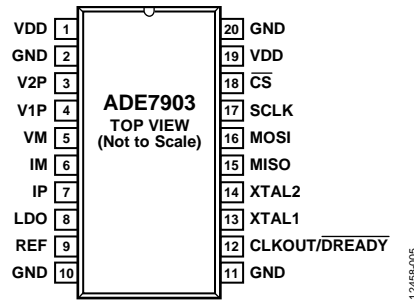 VDD 1
GND 2
V2P 3
V1P 4
VM 5
IM 6
IP 7
LDO 8
REF 9
GND 10
ADE7903
TOP VIEW
(Not to Scale)
20 GND
19 VDD
18 CS
17 SCLK
16 MOSI
15 MISO
14 XTAL2
13 XTAL1
12 CLKOUT/DREADY
11 GND
12458-005